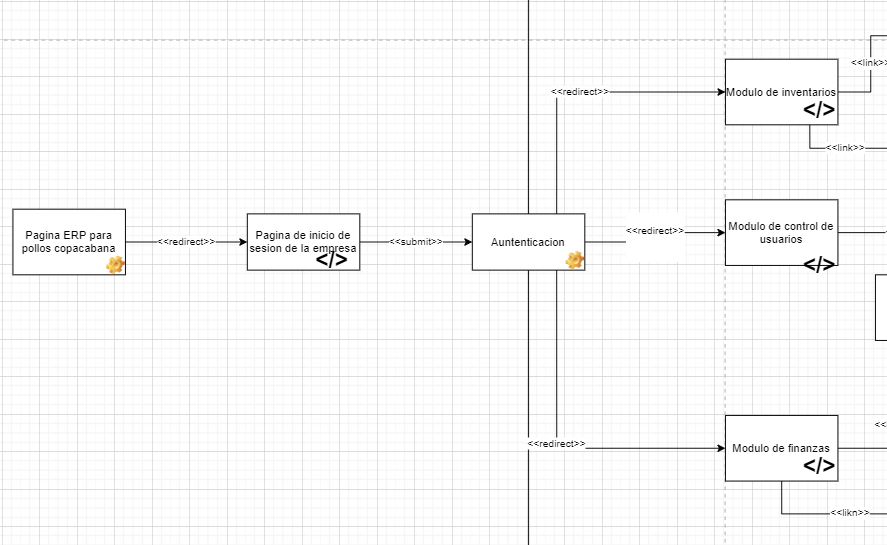 <<link>>
<<redirect>>
Modulo de inventarios
</>
<<link>>
Pagina ERP para
pollos copacabana
<<redirect>>
Pagina de inicio de
sesion de la empresa
</>
<<submit>>
Auntenticacion
<<redirect>>
Modulo de control de
usuarios
</>
<<redirect>>
Modulo de finanzas
</>
<<
<<likn>>